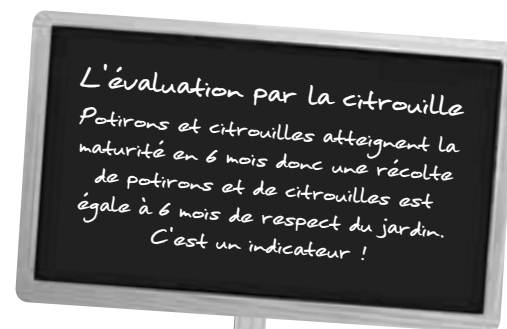 L'évaluation par la citrouille
Potirons et citrouilles atteignent la
maturité en 6 mois donc une récolte
de potirons et de citrouilles est
égale à 6 mois de respect du jardin.
C'est un indicateur !